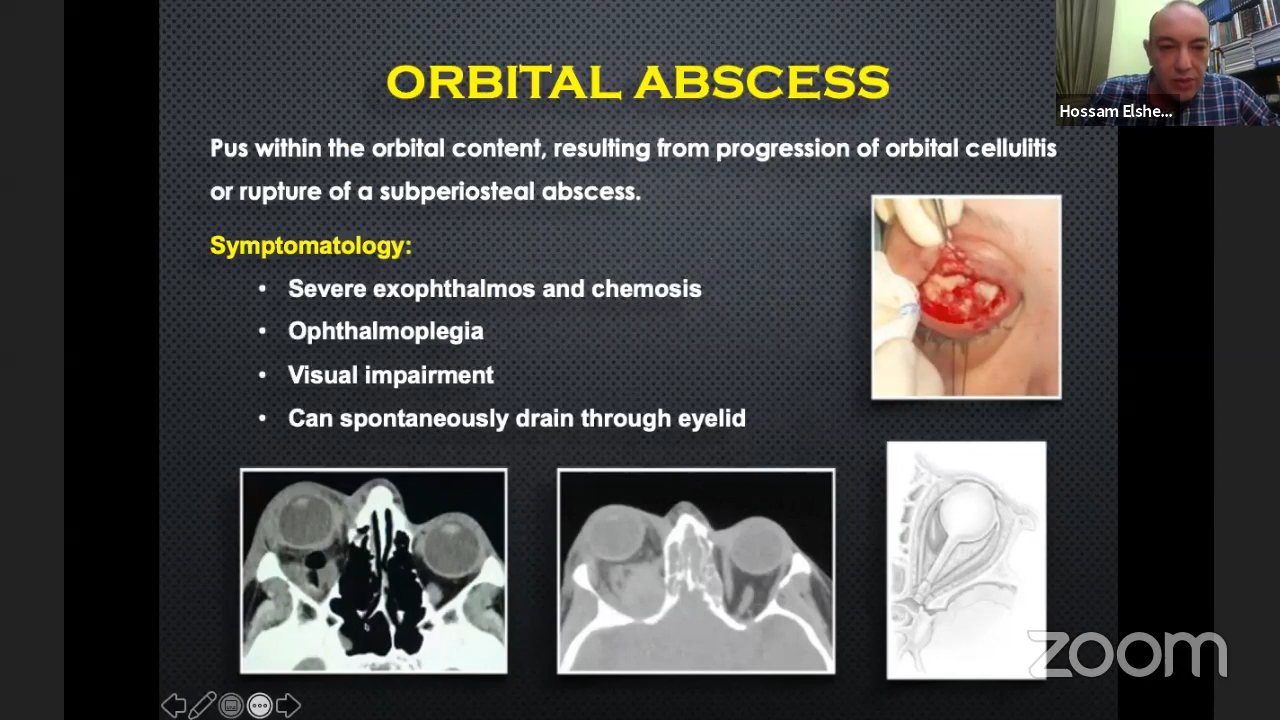 ORBITAL ABSCESS
Hossam Elshe...
Pus within the orbital content, resulting from progression of orbital cellulitis
or rupture of a subperiosteal abscess.
Symptomatology:
• Severe exophthalmos and chemosis
• Ophthalmoplegia
• Visual impairment
• Can spontaneously drain through eyelid
zoom